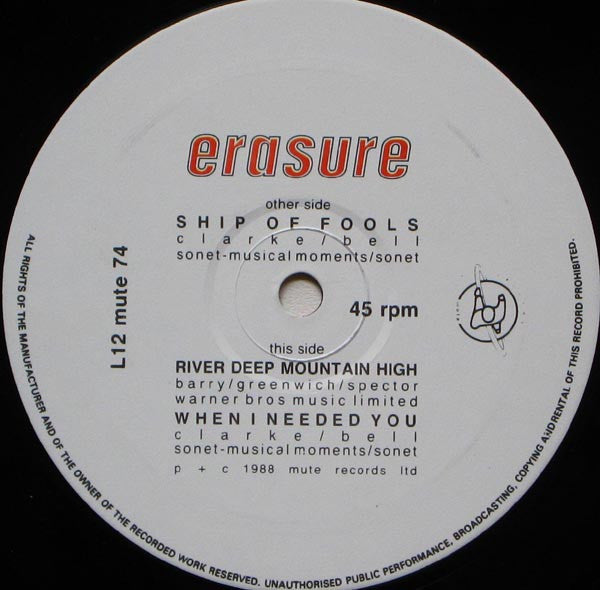 erasure
other side
SHIP OF FOOLS
clarke/bell
sonet-musical moments/sonet
L12 mute 74
45 rpm
this side
RIVER DEEP MOUNTAIN HIGH
barry/greenwich/spector
warner bros music limited
WHEN I NEEDED YOU
clarke/bell
sonet-musical moments/sonet
p + c 1988 mute records ltd
ALL RIGHTS OF THE MANUFACTURER AND OF THE OWNER OF THE RECORDED WORK RESERVED. UNAUTHORISED PUBLIC PERFORMANCE, BROADCASTING, COPYING AND RENTAL OF THIS RECORD PROHIBITED.